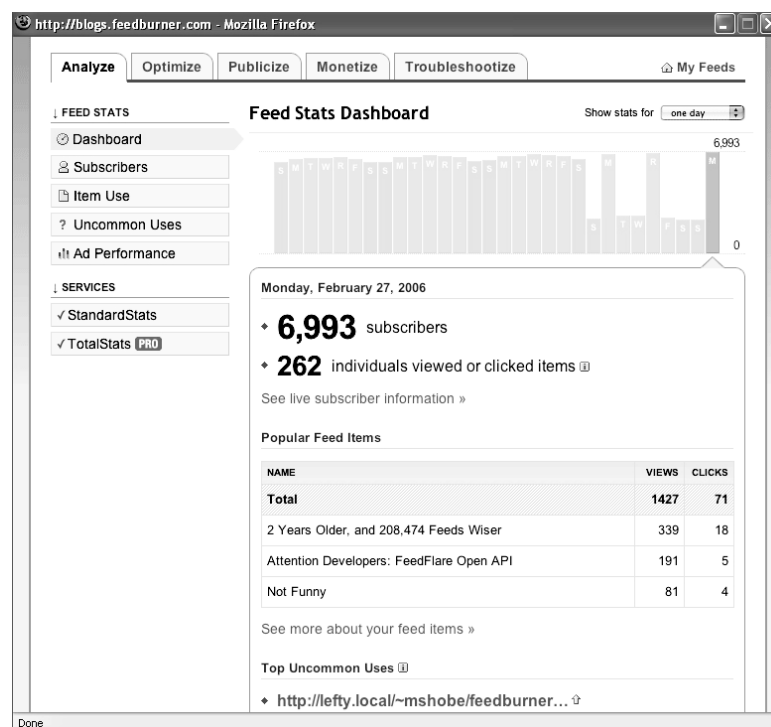 http://blogs.feedburner.com - Mozilla Firefox
Analyze Optimize Publicize Monetize Troubleshootize My Feeds
↓ FEED STATS
Dashboard
Subscribers
Item Use
? Uncommon Uses
Ad Performance
↓ SERVICES
✓ StandardStats
✓ TotalStats PRO
Feed Stats Dashboard Show stats for one day
6,993
S M T W R F S S M T W R F S S M T W R F S S M T W R F S S M
0
Monday, February 27, 2006
6,993 subscribers
262 individuals viewed or clicked items
See live subscriber information »
Popular Feed Items
NAME VIEWS CLICKS
Total 1427 71
2 Years Older, and 208,474 Feeds Wiser 339 18
Attention Developers: FeedFlare Open API 191 5
Not Funny 81 4
See more about your feed items »
Top Uncommon Uses
http://lefty.local/~mshobe/feedburner...
Done